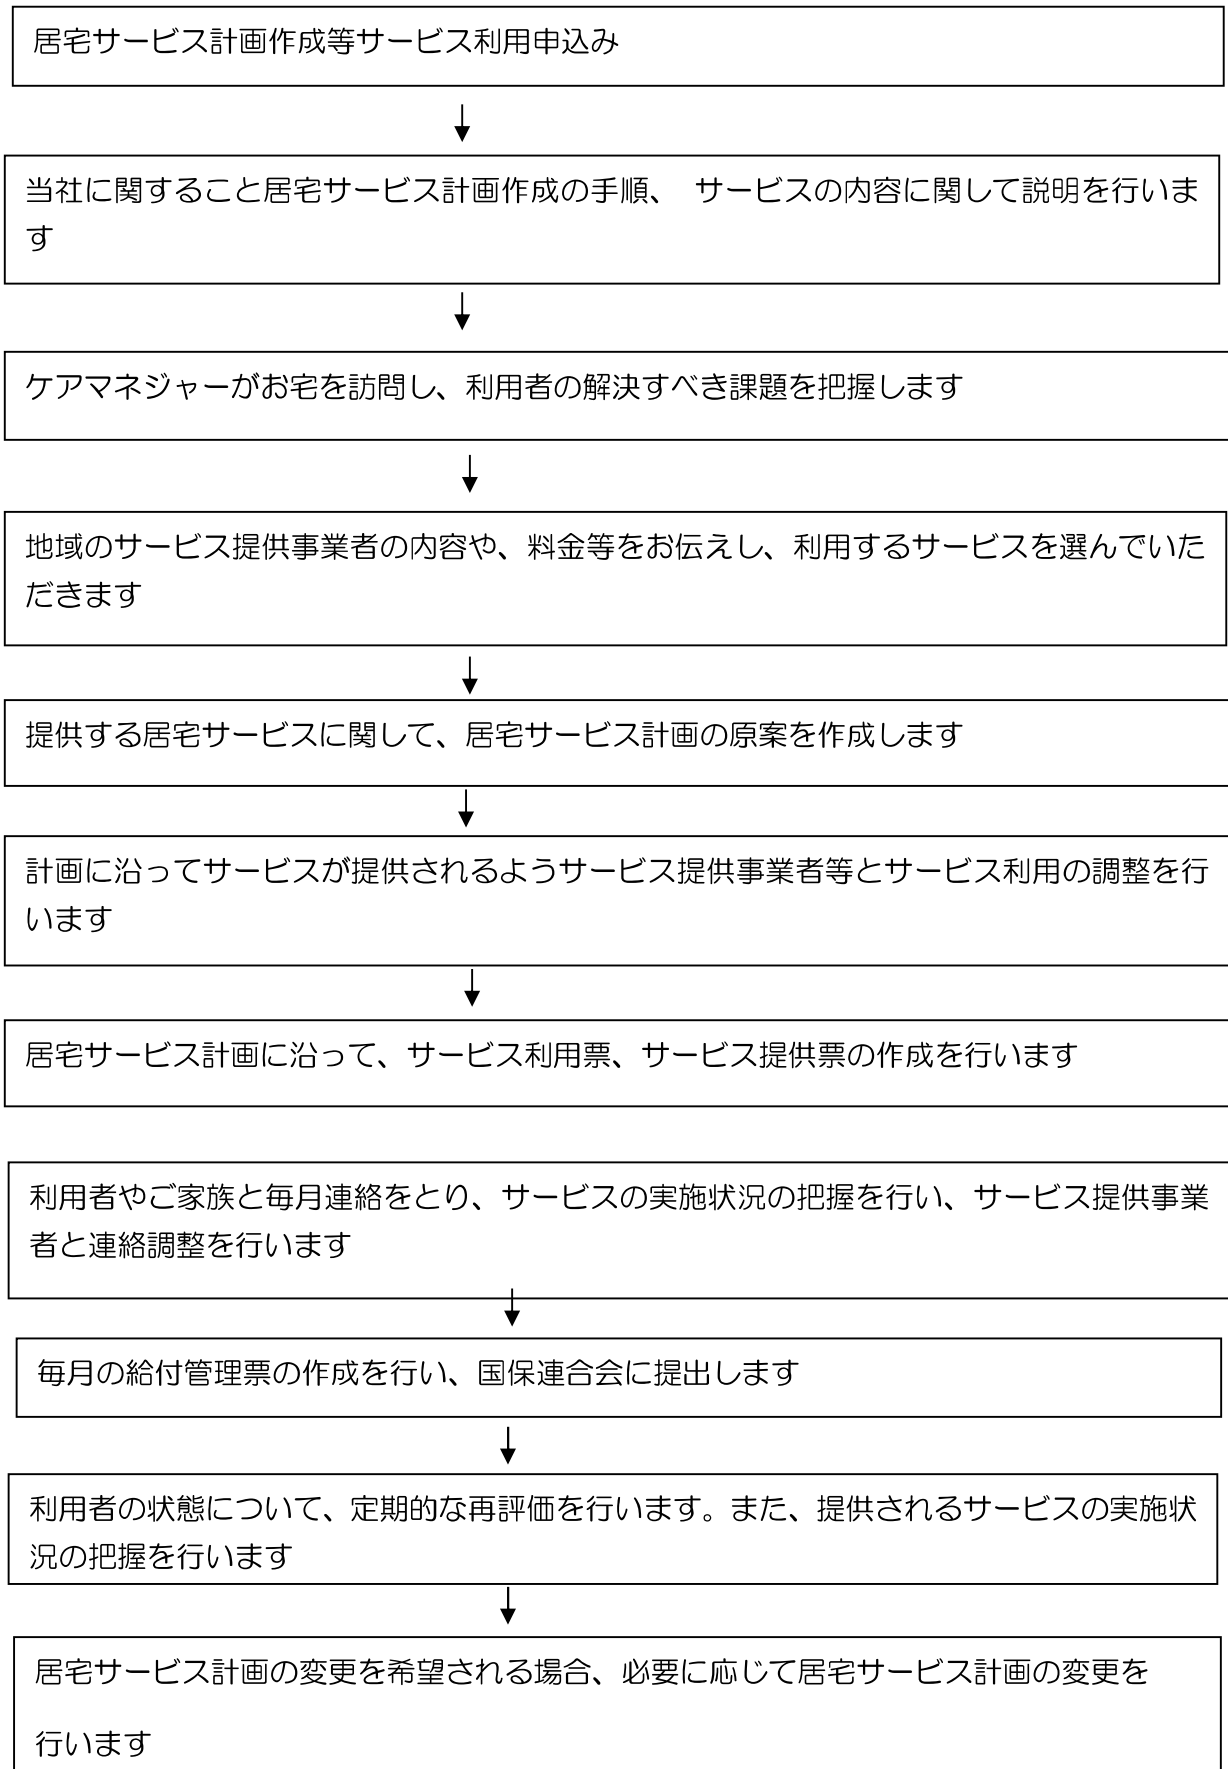 居宅サービス計画作成等サービス利用申込み
当社に関すること居宅サービス計画作成の手順、 サービスの内容に関して説明を行いま
す
ケアマネジャーがお宅を訪問し、利用者の解決すべき課題を把握します
地域のサービス提供事業者の内容や、料金等をお伝えし、利用するサービスを選んでいた
だきます
提供する居宅サービスに関して、居宅サービス計画の原案を作成します
計画に沿ってサービスが提供されるようサービス提供事業者等とサービス利用の調整を行
います
居宅サービス計画に沿って、サービス利用票、サービス提供票の作成を行います
利用者やご家族と毎月連絡をとり、サービスの実施状況の把握を行い、サービス提供事業
者と連絡調整を行います
毎月の給付管理票の作成を行い、国保連合会に提出します
利用者の状態について、定期的な再評価を行います。また、提供されるサービスの実施状
況の把握を行います
居宅サービス計画の変更を希望される場合、必要に応じて居宅サービス計画の変更を
行います